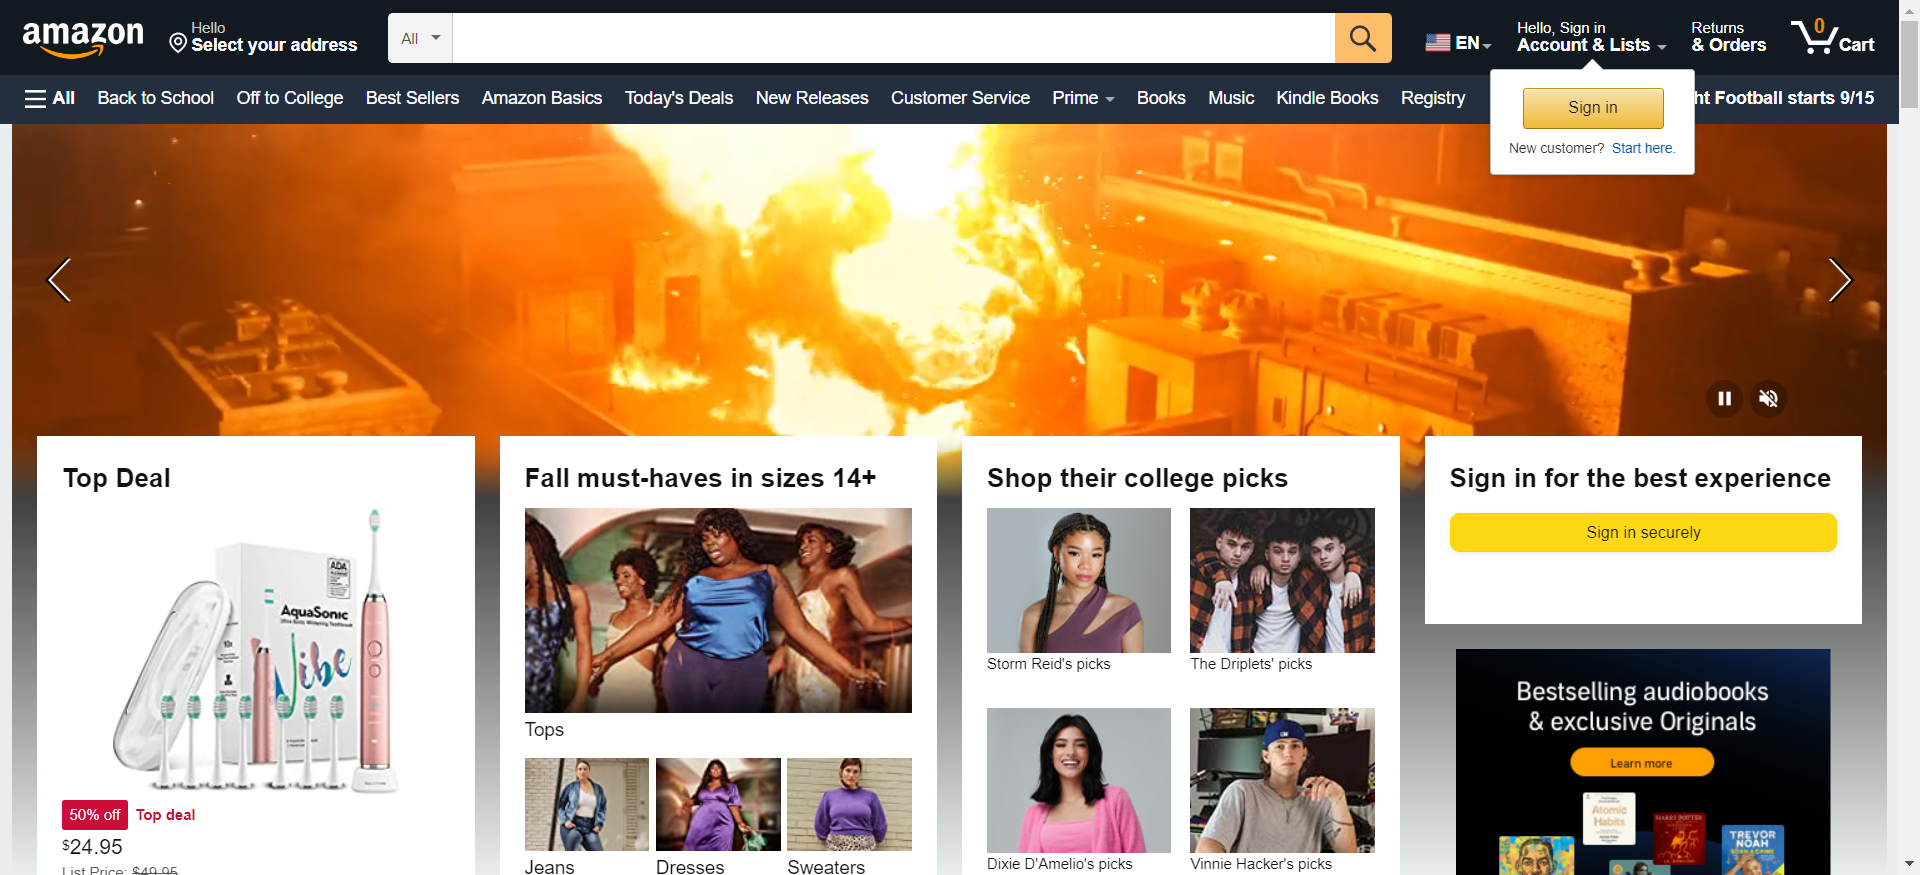 amazon
Hello
Select your address
All
EN
Hello, Sign in
Account & Lists
Returns
& Orders
0
Cart
All
Back to School
Off to College
Best Sellers
Amazon Basics
Today's Deals
New Releases
Customer Service
Prime
Books
Music
Kindle Books
Registry
ht Football starts 9/15
Sign in
New customer? Start here.
Top Deal
ADA
AquaSonic
Vibe
50% off
Top deal
$24.95
List Price: $49.95
Fall must-haves in sizes 14+
Tops
Jeans
Dresses
Sweaters
Shop their college picks
Storm Reid's picks
The Driplets' picks
Dixie D'Amelio's picks
Vinnie Hacker's picks
Sign in for the best experience
Sign in securely
Bestselling audiobooks
& exclusive Originals
Learn more
Atomic
Habits
HARRY POTTER
TREVOR
NOAH
BORN A CRIME